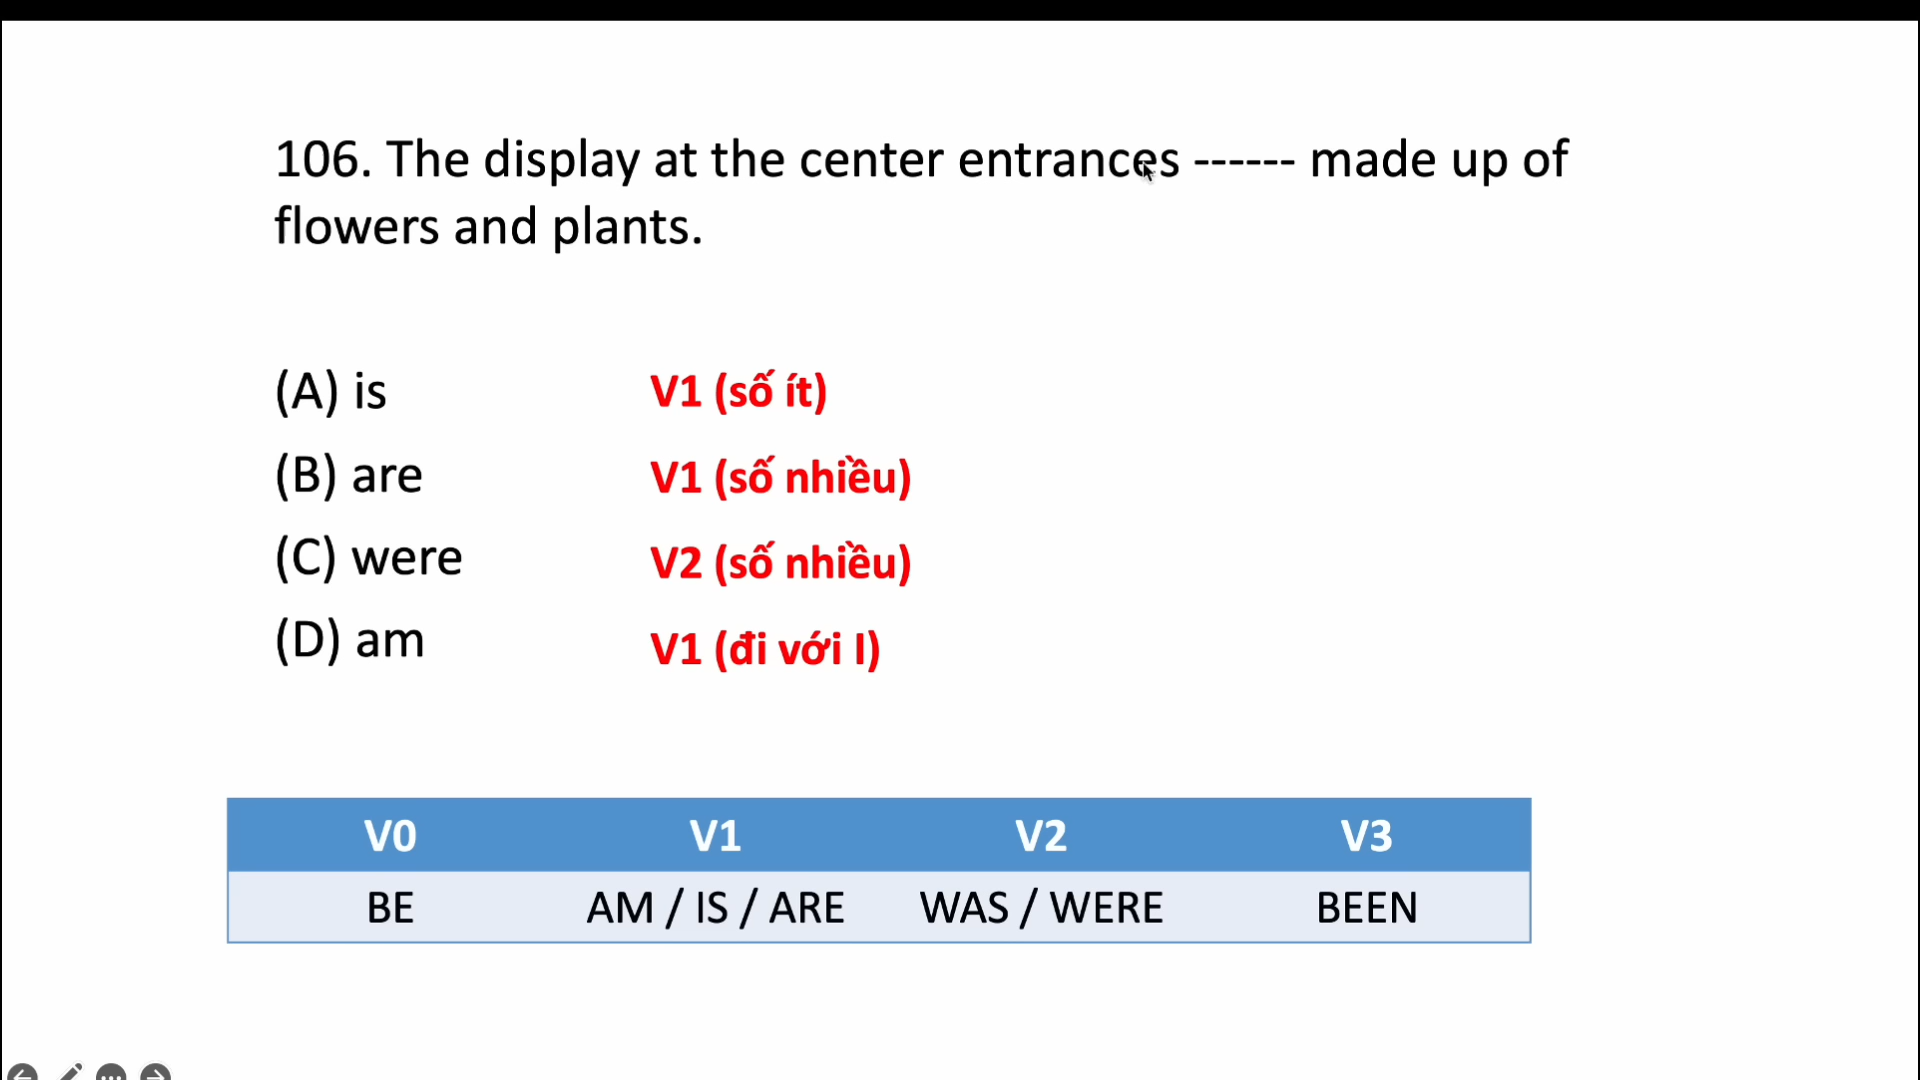 106. The display at the center entrances ------ made up of
flowers and plants.
(A) is V1 (số ít)
(B) are V1 (số nhiều)
(C) were V2 (số nhiều)
(D) am V1 (đi với I)
V0 V1 V2 V3
BE AM / IS / ARE WAS / WERE BEEN